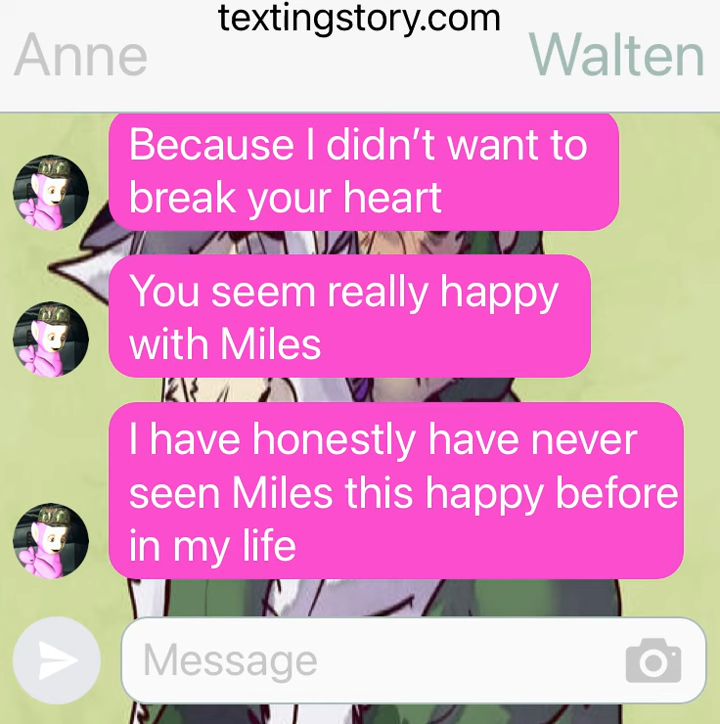 textingstory.com
Anne
Walten
Because I didn’t want to
break your heart
You seem really happy
with Miles
I have honestly have never
seen Miles this happy before
in my life
Message